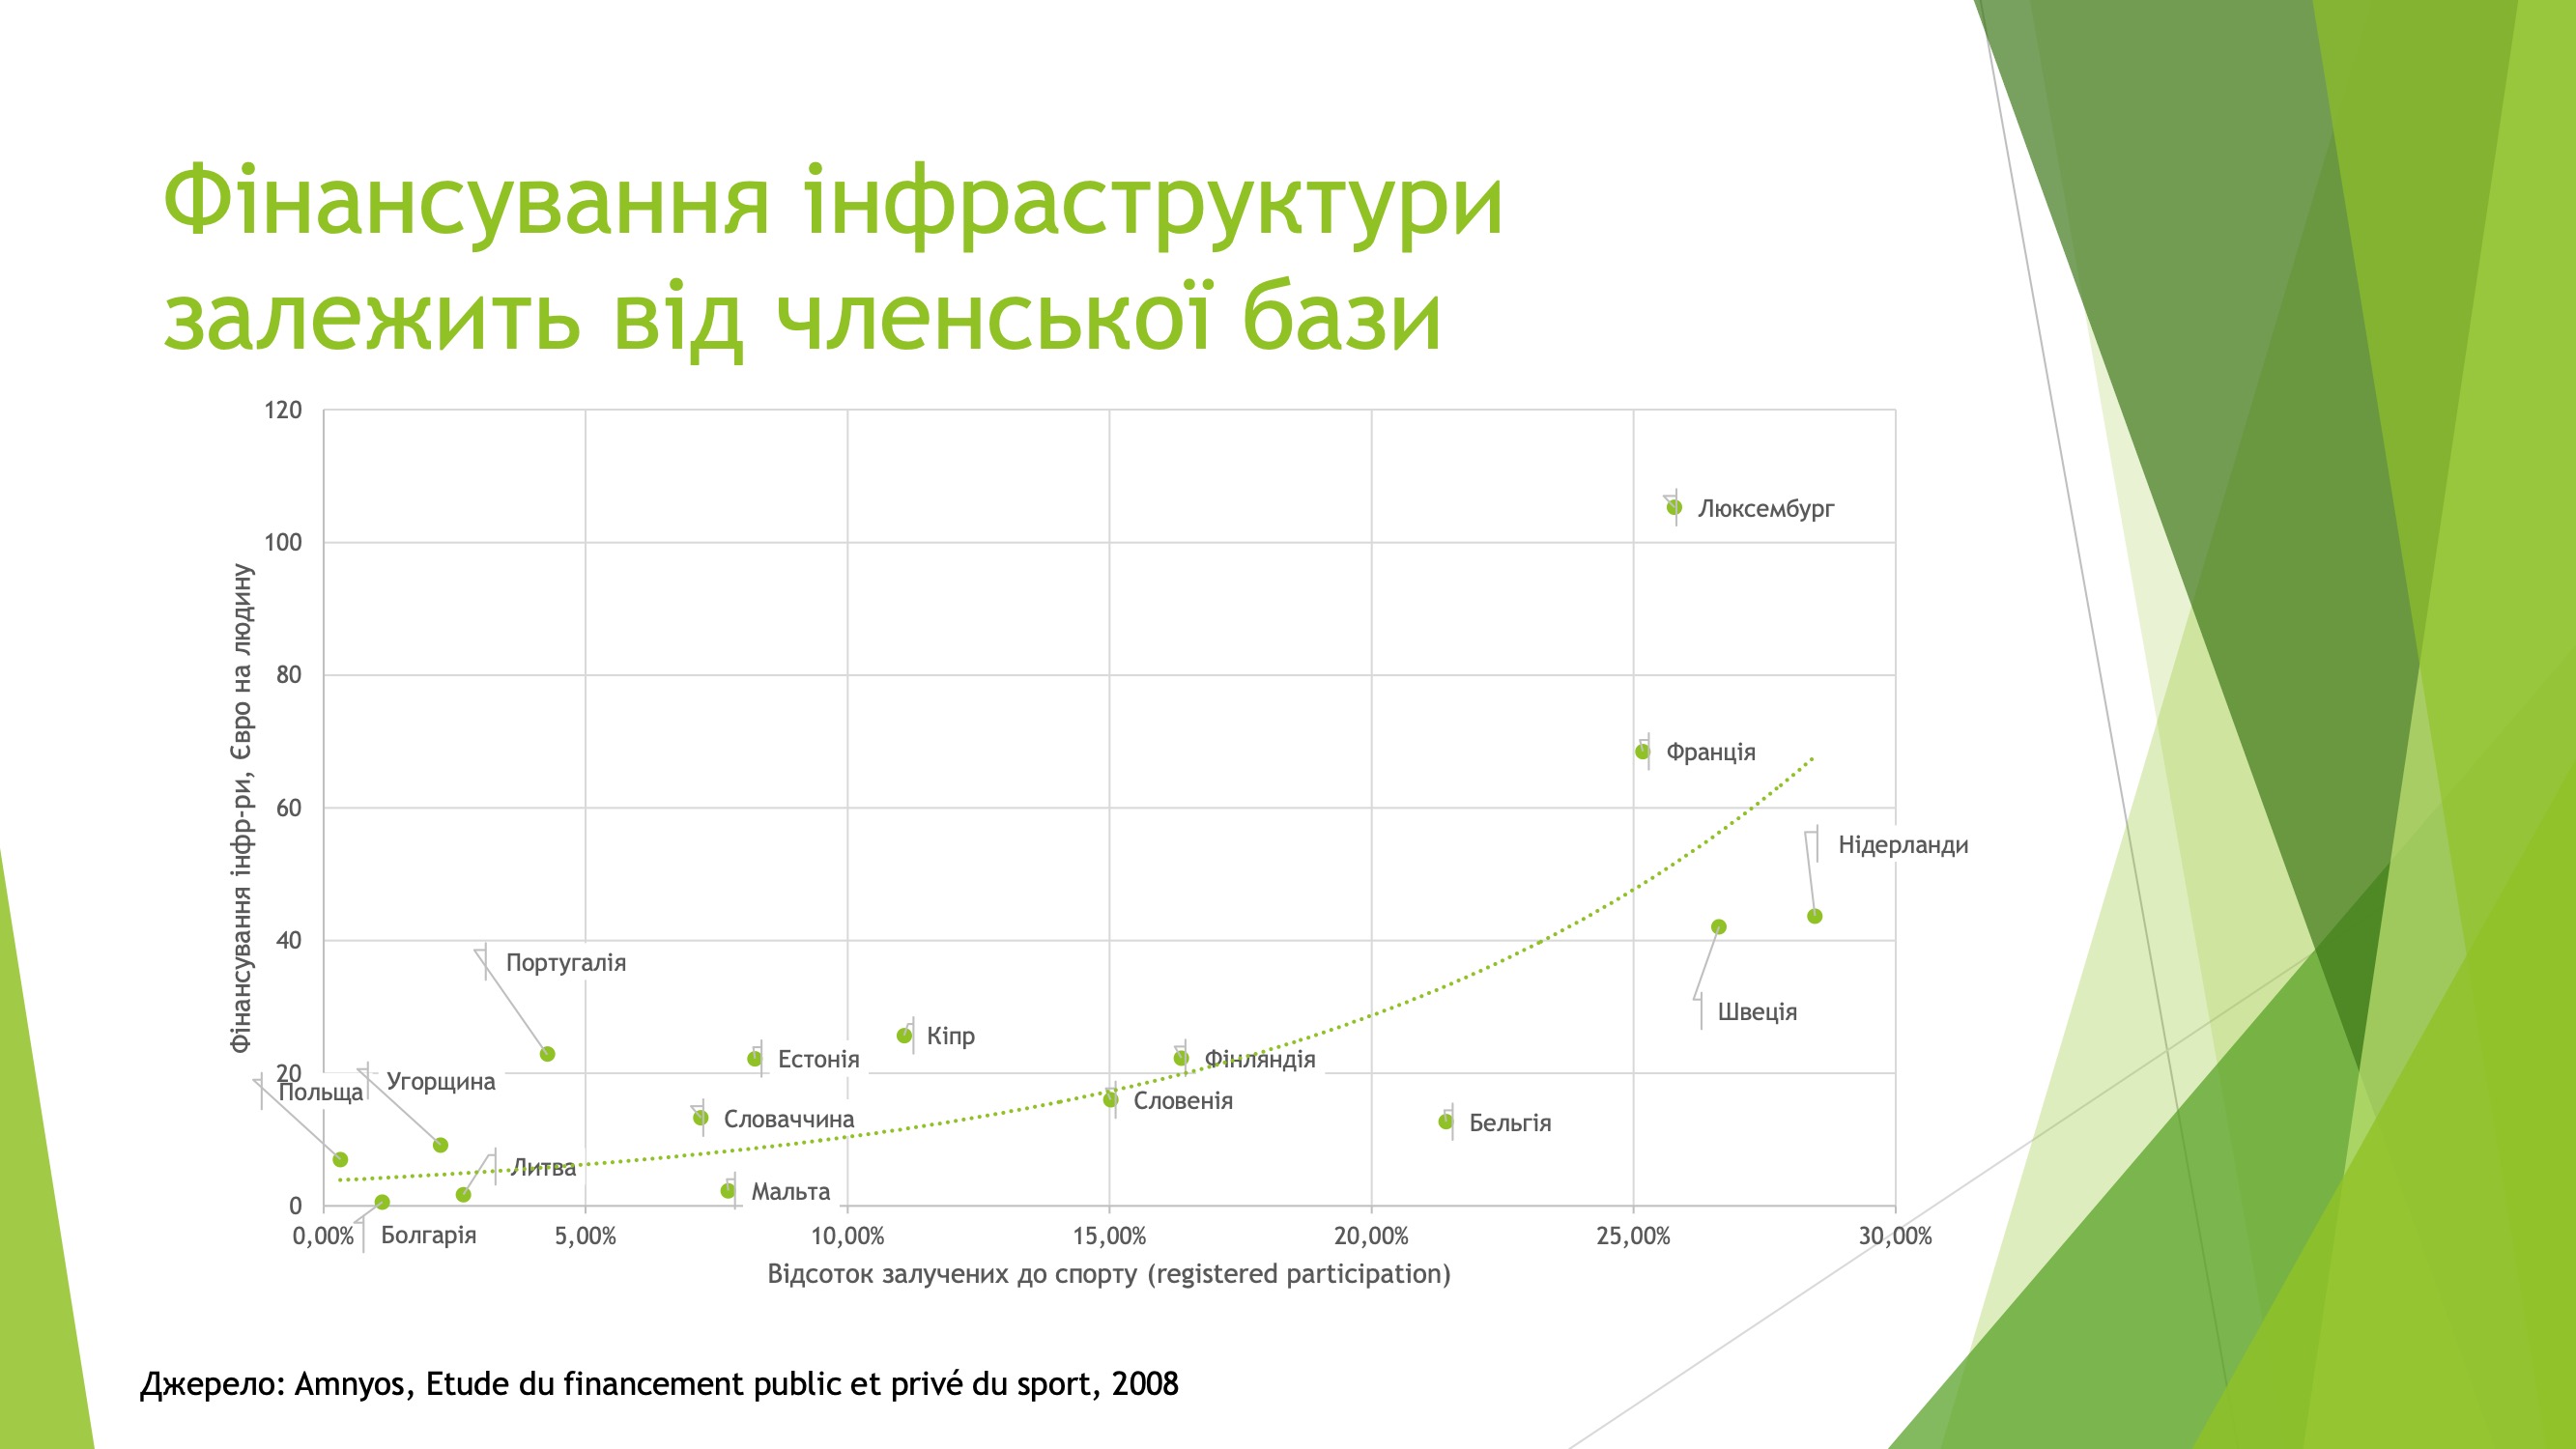 Фінансування інфраструктури
залежить від членської бази
Фінансування інфр-ри, Євро на людину
120
100
80
60
40
20
0
Люксембург
Франція
Нідерланди
Португалія
Швеція
Кіпр
Естонія
Фінляндія
Угорщина
Польща
Словенія
Словаччина
Бельгія
Литва
Мальта
Болгарія
0,00%
5,00%
10,00%
15,00%
20,00%
25,00%
30,00%
Відсоток залучених до спорту (registered participation)
Джерело: Amnyos, Etude du financement public et privé du sport, 2008